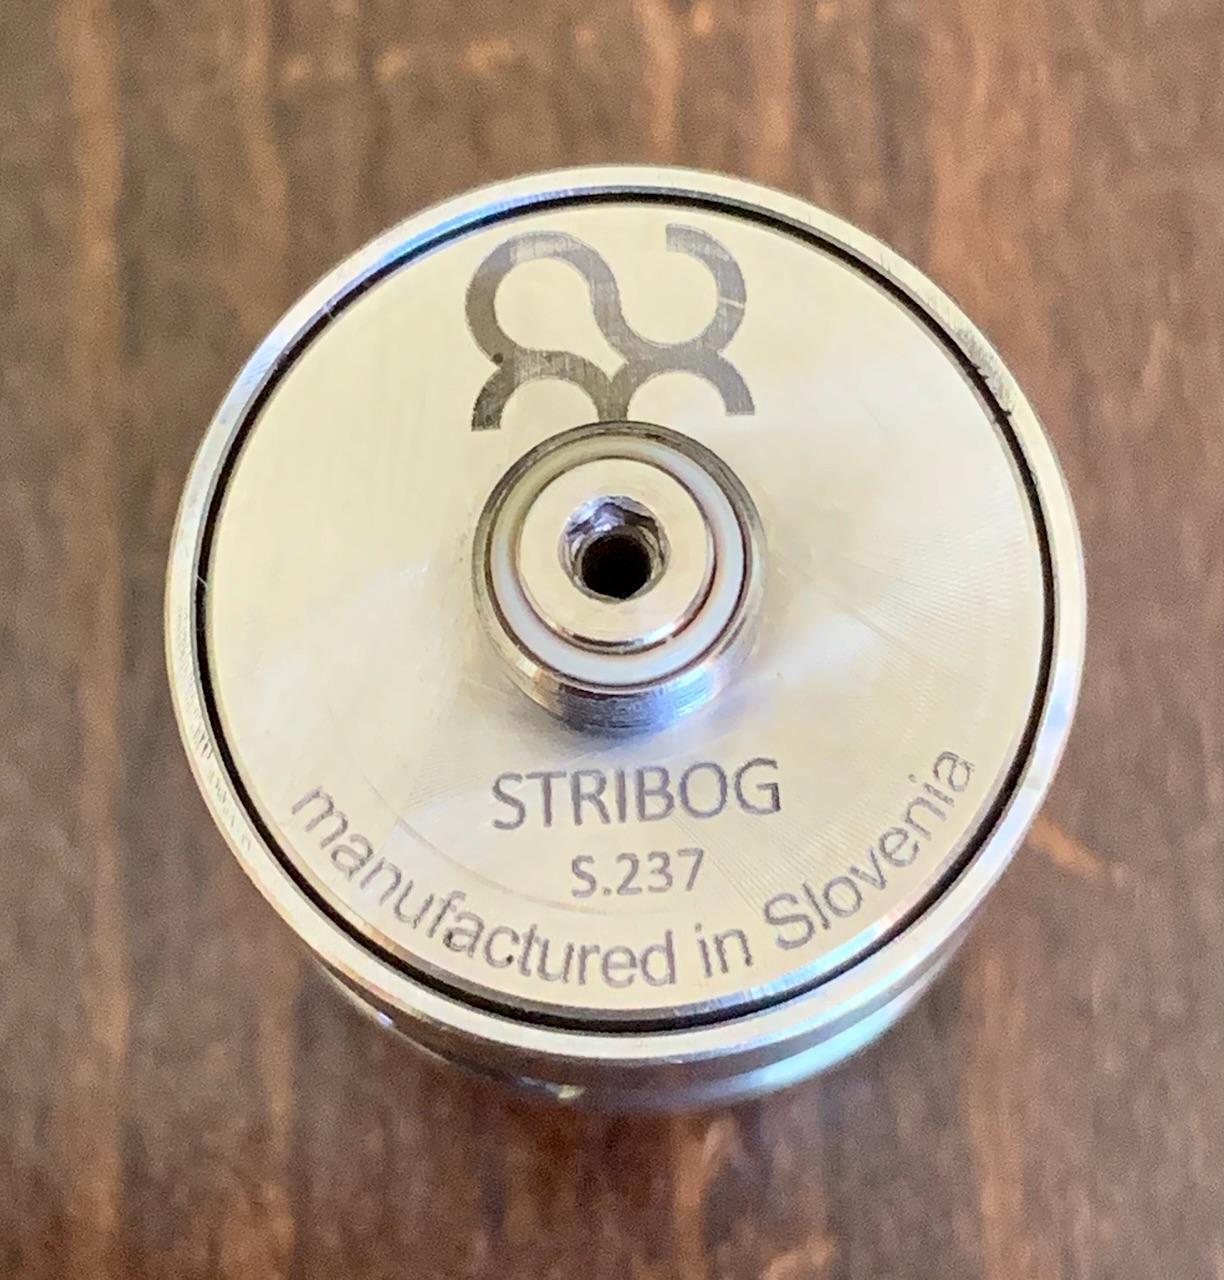 STRIBOG
S.237
manufactured in Slovenia